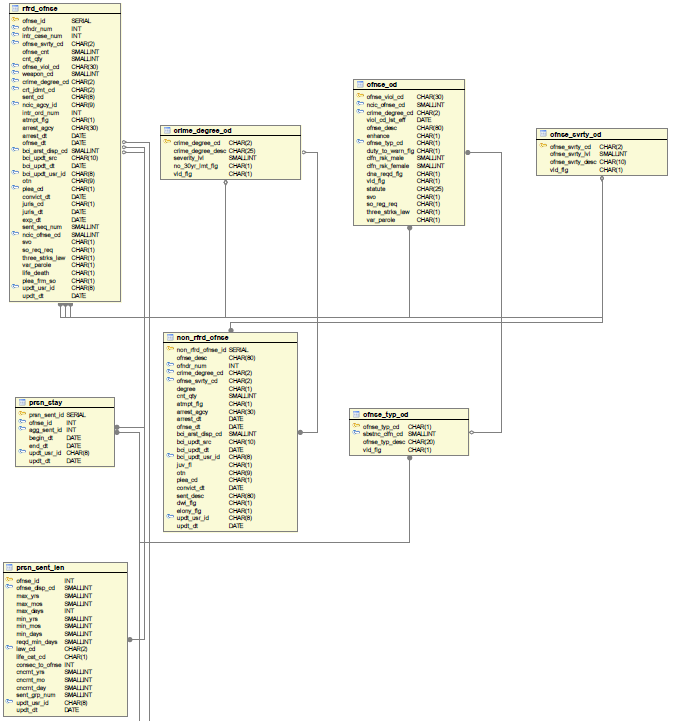 rfrd_ofnse
ofnse_id SERIAL
ofndr_num INT
intr_case_num INT
ofnse_svrty_cd CHAR(2)
ofnse_cnt SMALLINT
cnt_qty SMALLINT
ofnse_viol_cd CHAR(30)
weapon_cd SMALLINT
crime_degree_cd CHAR(2)
crt_jdmt_cd CHAR(2)
sent_cd CHAR(8)
ncic_agcy_id CHAR(9)
intr_ord_num INT
atmpt_flg CHAR(1)
arrest_agcy CHAR(30)
arrest_dt DATE
ofnse_dt DATE
bci_arst_disp_cd SMALLINT
bci_updt_src CHAR(10)
bci_updt_dt DATE
bci_updt_usr_id CHAR(8)
otn CHAR(9)
plea_cd CHAR(1)
convict_dt DATE
juris_cd CHAR(1)
juris_dt DATE
exp_dt DATE
sent_seq_num SMALLINT
ncic_ofnse_cd SMALLINT
svo CHAR(1)
so_reg_req CHAR(1)
three_strks_law CHAR(1)
var_parole CHAR(1)
life_death CHAR(1)
plea_frm_so CHAR(1)
updt_usr_id CHAR(8)
updt_dt DATE
crime_degree_cd
crime_degree_cd CHAR(2)
crime_degree_desc CHAR(25)
severity_lvl SMALLINT
no_30yr_lmt_flg CHAR(1)
vld_flg CHAR(1)
ofnse_cd
ofnse_viol_cd CHAR(30)
ncic_ofnse_cd SMALLINT
crime_degree_cd CHAR(2)
viol_cd_lst_eff DATE
ofnse_desc CHAR(80)
enhance CHAR(1)
ofnse_typ_cd CHAR(1)
duty_to_warn_flg CHAR(1)
cfn_rsk_male SMALLINT
cfn_rsk_female SMALLINT
dna_reqd_flg CHAR(1)
vld_flg CHAR(1)
statute CHAR(25)
svo CHAR(1)
so_reg_req CHAR(1)
three_strks_law CHAR(1)
var_parole CHAR(1)
ofnse_svrty_cd
ofnse_svrty_cd CHAR(2)
ofnse_svrty_lvl SMALLINT
ofnse_svrty_desc CHAR(10)
vld_flg CHAR(1)
non_rfrd_ofnse
non_rfrd_ofnse_id SERIAL
ofnse_desc CHAR(80)
ofndr_num INT
crime_degree_cd CHAR(2)
ofnse_svrty_cd CHAR(2)
degree CHAR(1)
cnt_qty SMALLINT
atmpt_flg CHAR(1)
arrest_agcy CHAR(30)
arrest_dt DATE
ofnse_dt DATE
bci_arst_disp_cd SMALLINT
bci_updt_src CHAR(10)
bci_updt_dt DATE
bci_updt_usr_id CHAR(8)
juv_fl CHAR(1)
otn CHAR(9)
plea_cd CHAR(1)
convict_dt DATE
sent_desc CHAR(80)
dwi_flg CHAR(1)
elony_flg CHAR(1)
updt_usr_id CHAR(8)
updt_dt DATE
prsn_stay
prsn_sent_id SERIAL
ofnse_id INT
agg_sent_id INT
begin_dt DATE
end_dt DATE
updt_usr_id CHAR(8)
updt_dt DATE
ofnse_typ_cd
ofnse_typ_cd CHAR(1)
sbstnc_cfn_cd SMALLINT
ofnse_typ_desc CHAR(20)
vld_flg CHAR(1)
prsn_sent_len
ofnse_id INT
ofnse_disp_cd SMALLINT
max_yrs SMALLINT
max_mos SMALLINT
max_days INT
min_yrs SMALLINT
min_mos SMALLINT
min_days SMALLINT
reqd_min_days SMALLINT
law_cd CHAR(2)
life_cat_cd CHAR(1)
consec_to_ofnse INT
cncrnt_yrs SMALLINT
cncrnt_mo SMALLINT
cncrnt_day SMALLINT
sent_grp_num SMALLINT
updt_usr_id CHAR(8)
updt_dt DATE